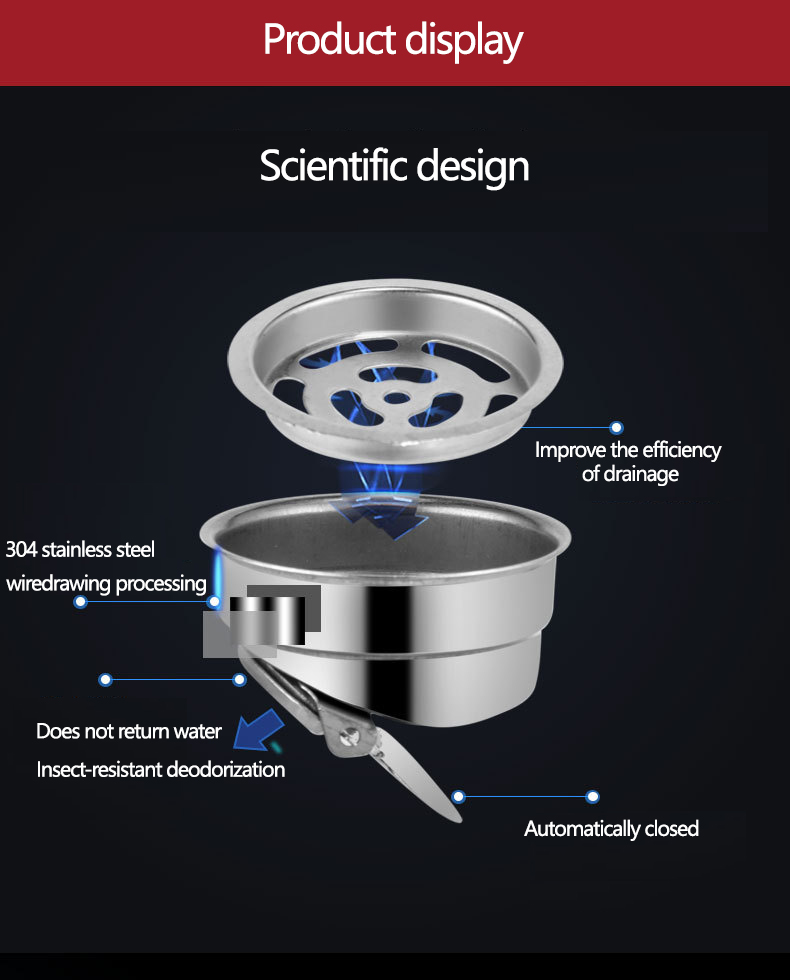 Product display
Scientific design
Improve the efficiency
of drainage
304 stainless steel
wiredrawing processing
Does not return water
Insect-resistant deodorization
Automatically closed